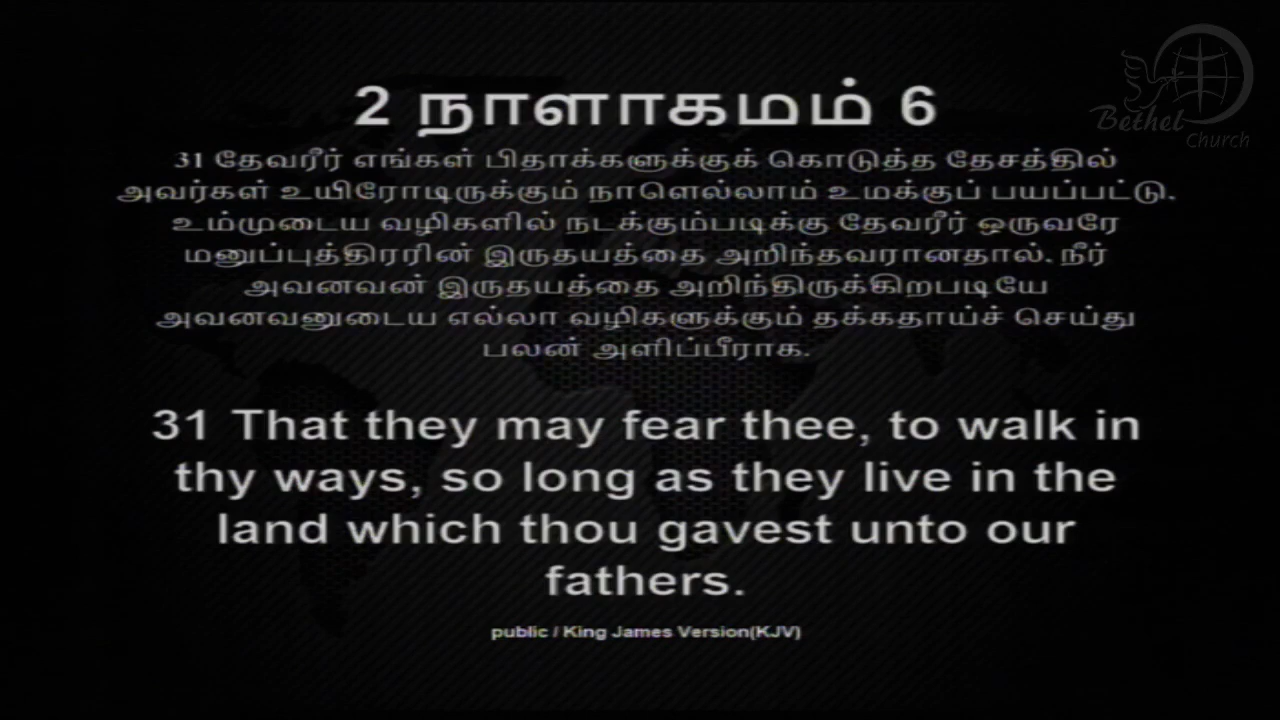 Bethel
Church
2 நாளாகமம் 6
31 தேவரீர் எங்கள் பிதாக்களுக்குக் கொடுத்த தேசத்தில்
அவர்கள் உயிரோடிருக்கும் நாளெல்லாம் உமக்குப் பயப்பட்டு.
உம்முடைய வழிகளில் நடக்கும்படிக்கு தேவரீர் ஒருவரே
மனுப்புத்திரரின் இருதயத்தை அறிந்தவரானதால். நீர்
அவனவன் இருதயத்தை அறிந்திருக்கிறபடியே
அவனவனுடைய எல்லா வழிகளுக்கும் தக்கதாய்ச் செய்து
பலன் அளிப்பீராக.
31 That they may fear thee, to walk in
thy ways, so long as they live in the
land which thou gavest unto our
fathers.
public / King James Version(KJV)